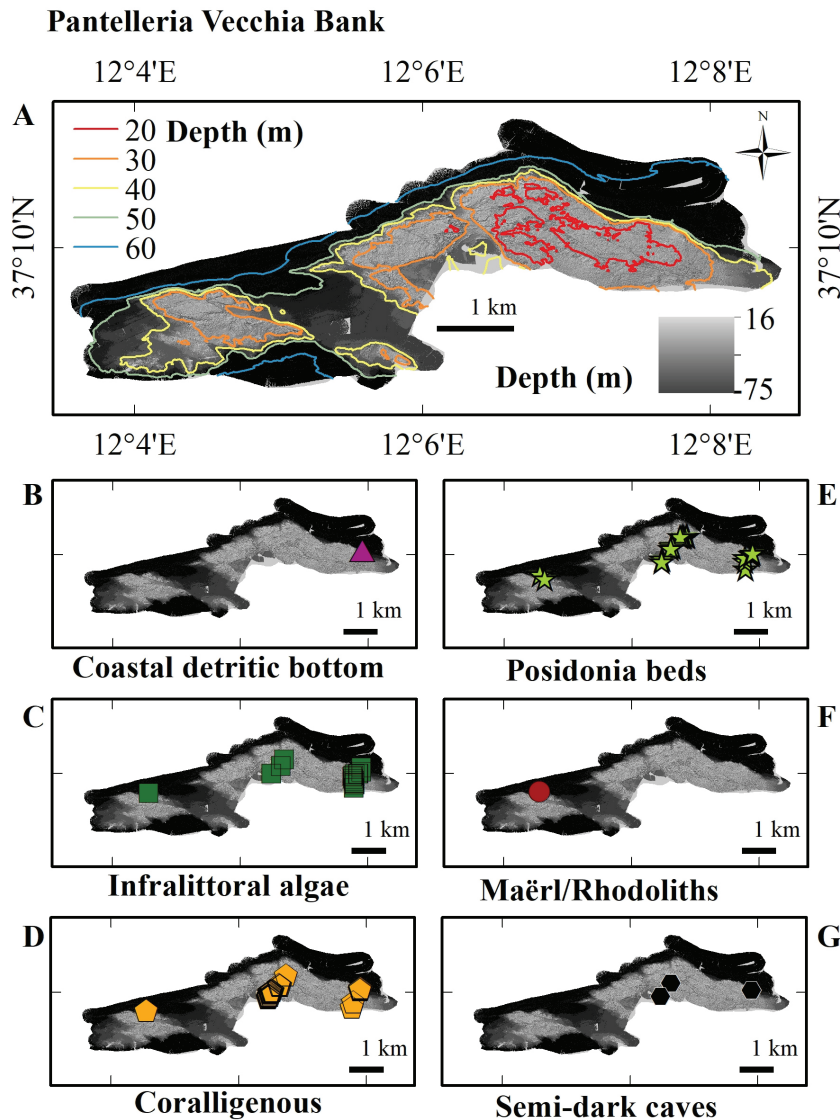 Pantelleria Vecchia Bank
12°4'E 12°6'E 12°8'E
A
N
20 Depth (m)
30
40
50
60
37°10'N
37°10'N
1 km
Depth (m)
16
75
12°4'E 12°6'E 12°8'E
B
1 km
Coastal detritic bottom
E
1 km
Posidonia beds
C
1 km
Infralittoral algae
F
1 km
Maërl/Rhodoliths
D
1 km
Coralligenous
G
1 km
Semi-dark caves